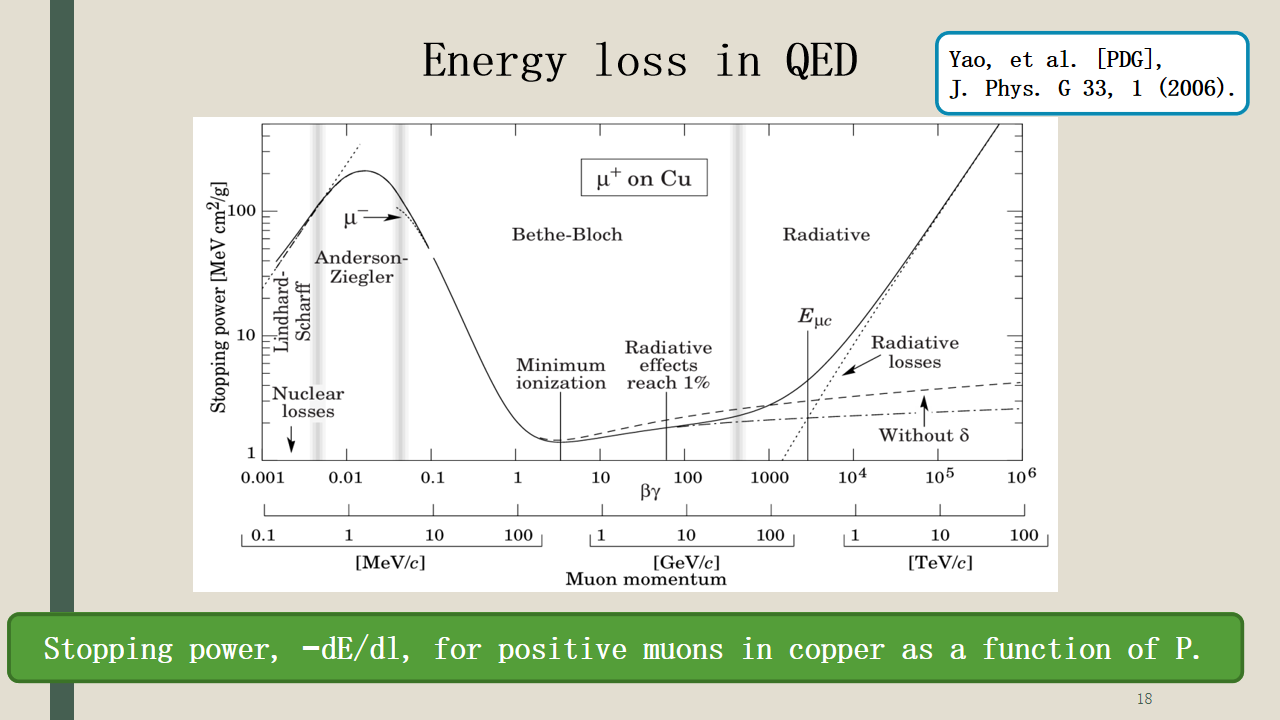 Energy loss in QED
Yao, et al. [PDG],
J. Phys. G 33, 1 (2006).
Stopping power [MeV cm²/g]
100
10
1
μ⁺ on Cu
μ⁻
Bethe-Bloch
Radiative
Anderson-
Ziegler
Lindhard-
Scharff
Eμc
Minimum
ionization
Radiative
effects
reach 1%
Radiative
losses
Nuclear
losses
Without δ
0.001 0.01 0.1 1 10 100 1000 10⁴ 10⁵ 10⁶
βγ
0.1 1 10 100 1 10 100 1 10 100
[MeV/c] [GeV/c] [TeV/c]
Muon momentum
Stopping power, −dE/dl, for positive muons in copper as a function of P.
18